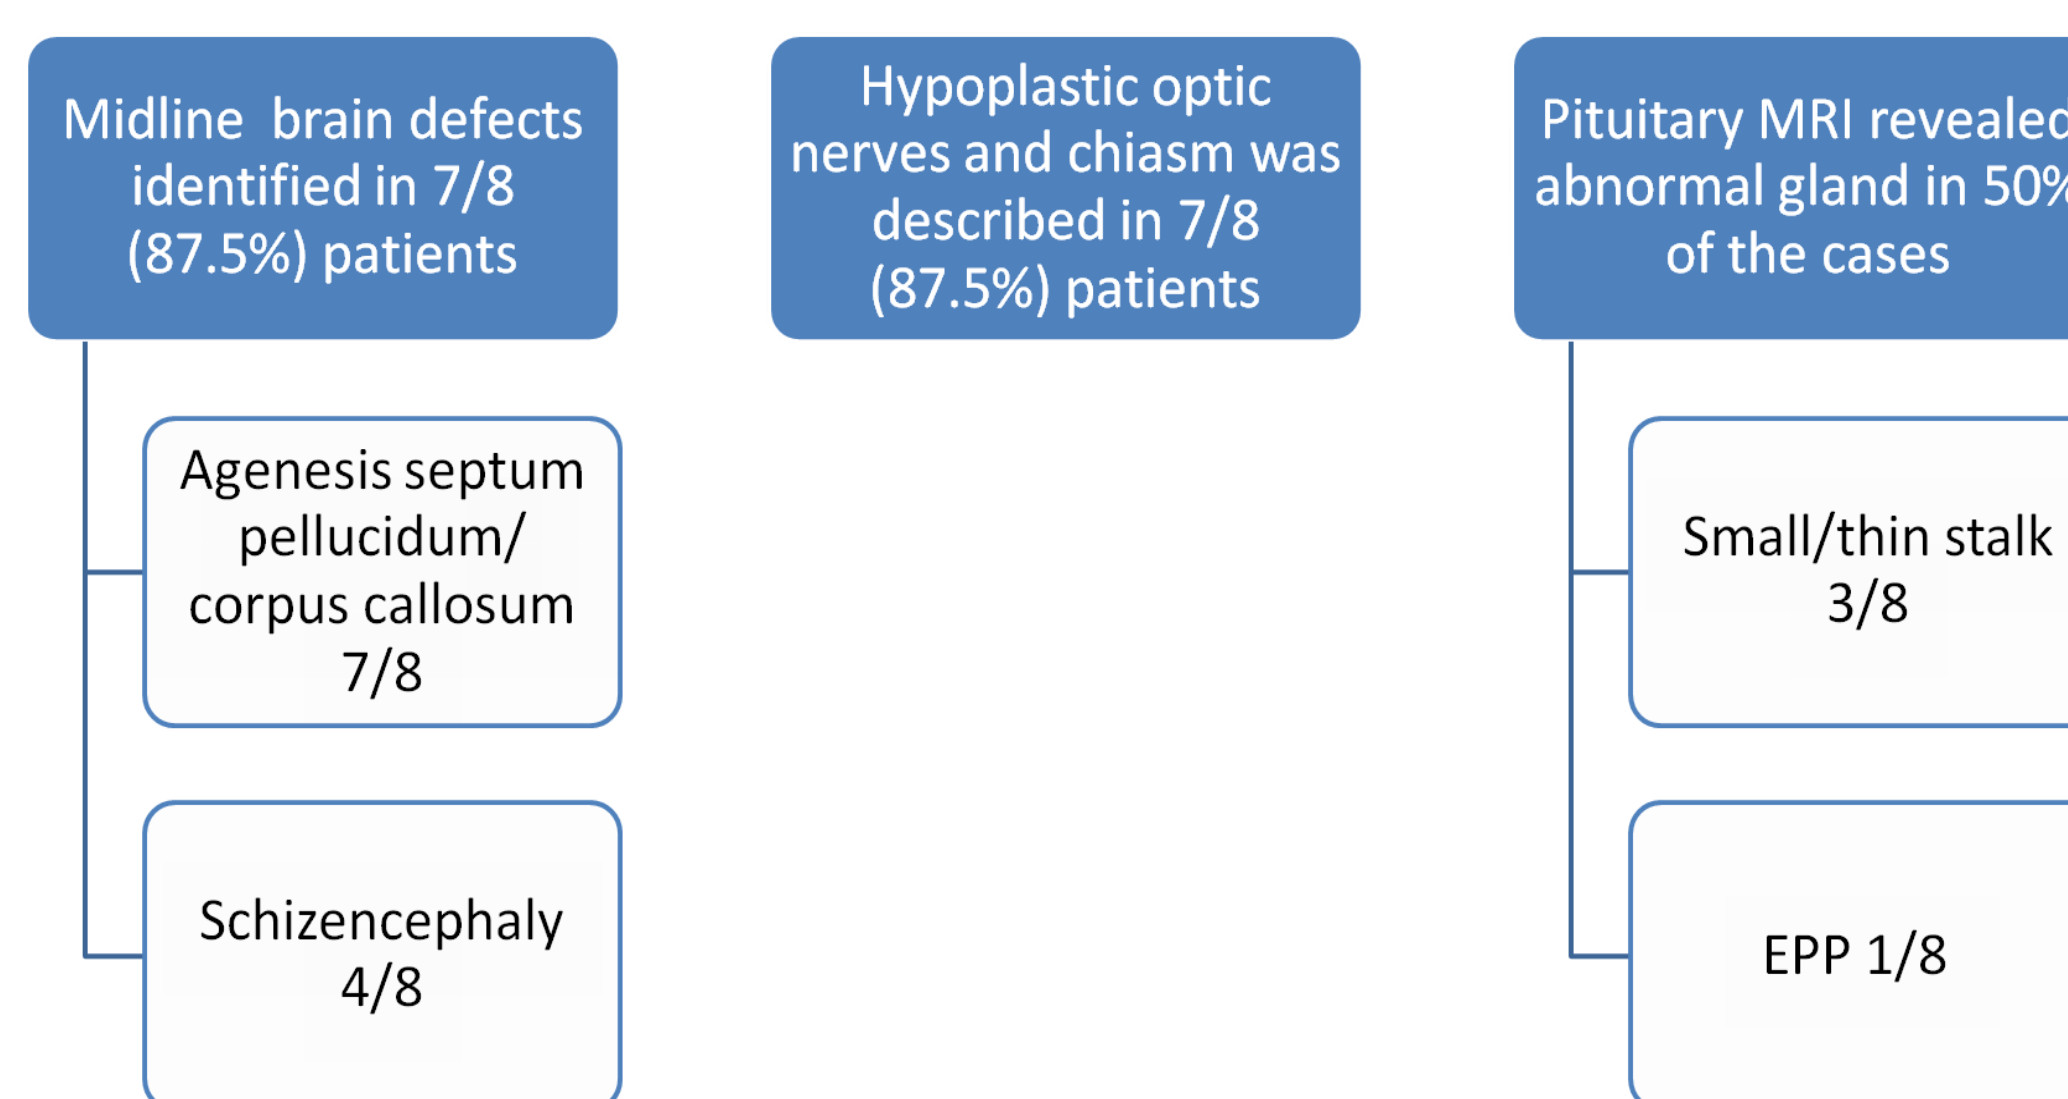 Midline brain defects
identified in 7/8
(87.5%) patients
Agenesis septum
pellucidum/
corpus callosum
7/8
Schizencephaly
4/8
Hypoplastic optic
nerves and chiasm was
described in 7/8
(87.5%) patients
Pituitary MRI revealed
abnormal gland in 50%
of the cases
Small/thin stalk
3/8
EPP 1/8